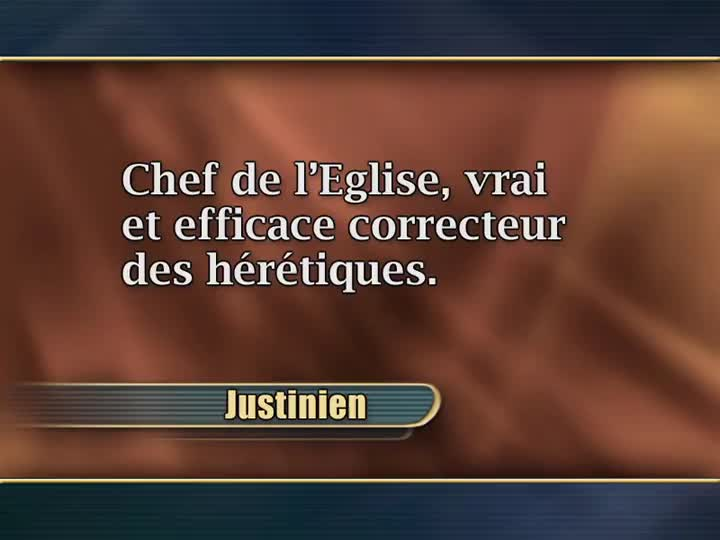 Chef de l'Eglise, vrai
et efficace correcteur
des hérétiques.
Justinien